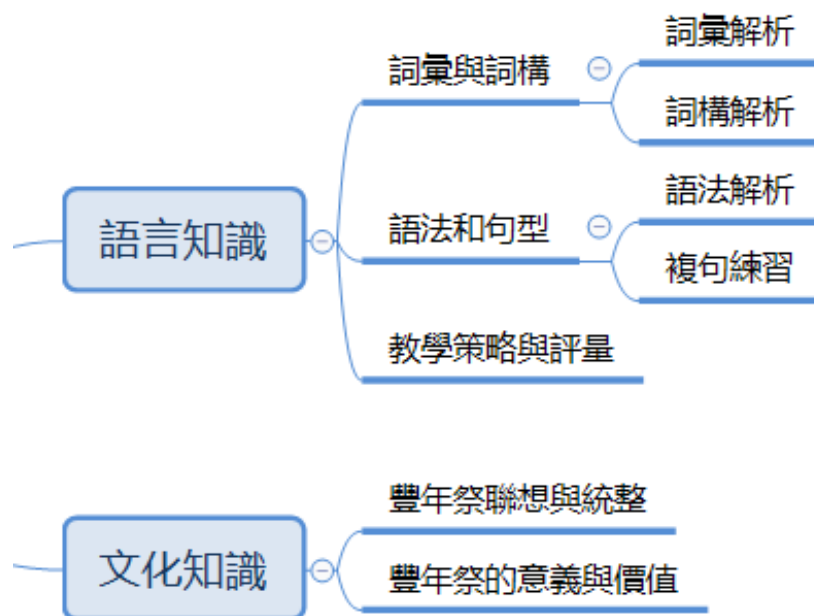 語言知識
詞彙與詞構
詞彙解析
詞構解析
語法和句型
語法解析
複句練習
教學策略與評量
文化知識
豐年祭聯想與統整
豐年祭的意義與價值